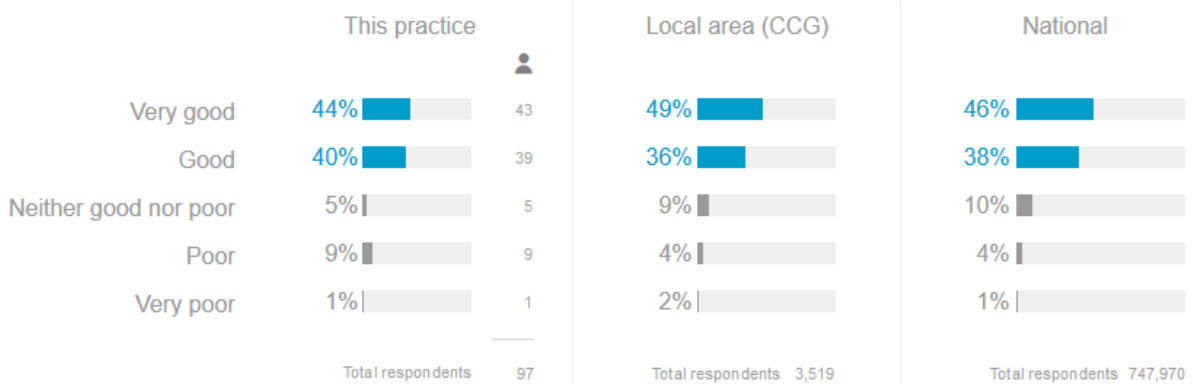 This practice Local area (CCG) National
Very good 44% 43 49% 46%
Good 40% 39 36% 38%
Neither good nor poor 5% 5 9% 10%
Poor 9% 9 4% 4%
Very poor 1% 1 2% 1%
Total respondents 97 Total respondents 3,519 Total respondents 747,970